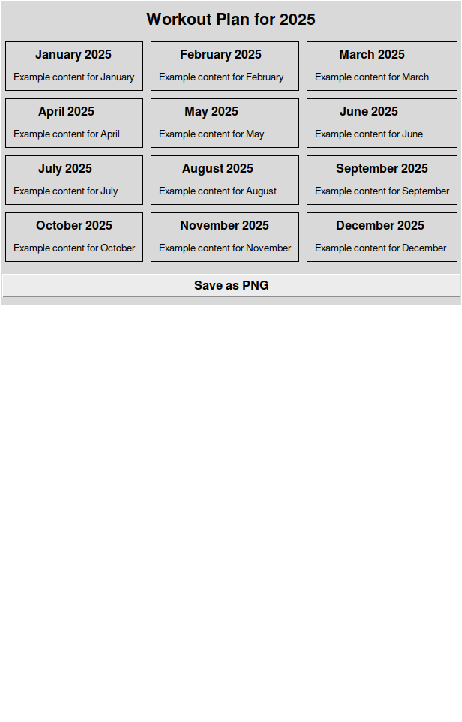 Workout Plan for 2025
January 2025
Example content for January
February 2025
Example content for February
March 2025
Example content for March
April 2025
Example content for April
May 2025
Example content for May
June 2025
Example content for June
July 2025
Example content for July
August 2025
Example content for August
September 2025
Example content for September
October 2025
Example content for October
November 2025
Example content for November
December 2025
Example content for December
Save as PNG